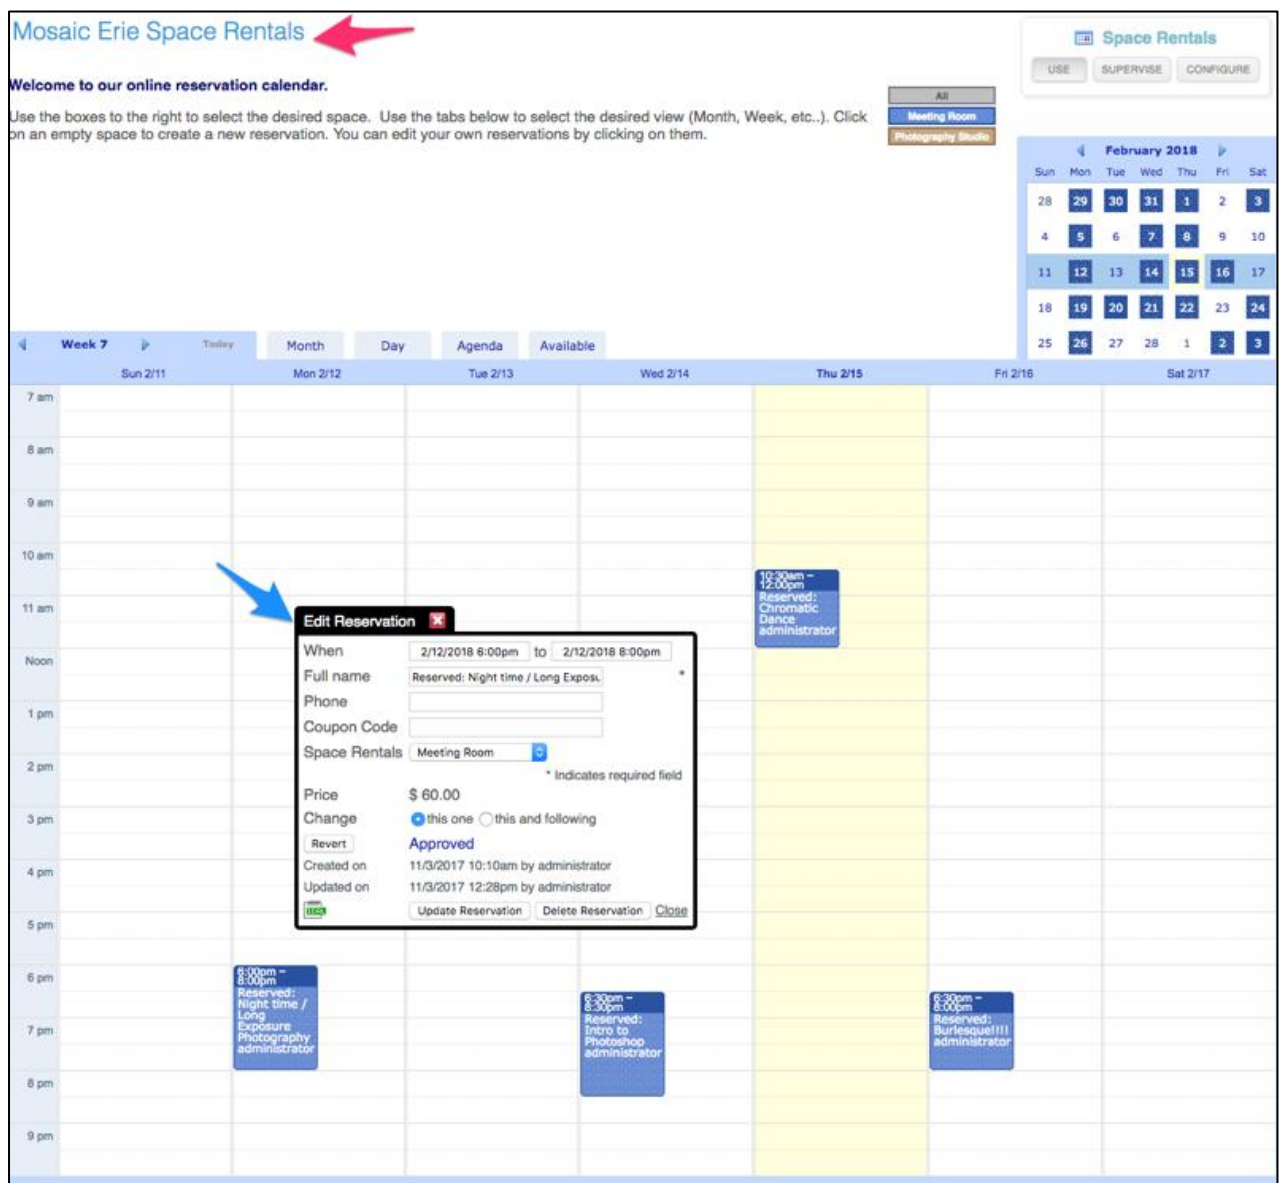 Mosaic Erie Space Rentals
Space Rentals
USE SUPERVISE CONFIGURE
Welcome to our online reservation calendar.
Use the boxes to the right to select the desired space. Use the tabs below to select the desired view (Month, Week, etc..). Click
on an empty space to create a new reservation. You can edit your own reservations by clicking on them.
All
Meeting Room
Photography Studio
February 2018
Sun Mon Tue Wed Thu Fri Sat
28 29 30 31 1 2 3
4 5 6 7 8 9 10
11 12 13 14 15 16 17
18 19 20 21 22 23 24
25 26 27 28 1 2 3
Week 7 Today Month Day Agenda Available
Sun 2/11 Mon 2/12 Tue 2/13 Wed 2/14 Thu 2/15 Fri 2/16 Sat 2/17
7 am
8 am
9 am
10 am
11 am
Noon
1 pm
2 pm
3 pm
4 pm
5 pm
6 pm
7 pm
8 pm
9 pm
10:30am –
12:00pm
Reserved:
Chromatic
Dance
administrator
Edit Reservation
When 2/12/2018 6:00pm to 2/12/2018 8:00pm
Full name Reserved: Night time / Long Exposu *
Phone
Coupon Code
Space Rentals Meeting Room
* Indicates required field
Price $ 60.00
Change this one this and following
Revert Approved
Created on 11/3/2017 10:10am by administrator
Updated on 11/3/2017 12:28pm by administrator
Update Reservation Delete Reservation Close
6:00pm –
8:00pm
Reserved:
Night time /
Long
Exposure
Photography
administrator
6:30pm –
8:30pm
Reserved:
Intro to
Photoshop
administrator
6:30pm –
8:00pm
Reserved:
Burlesque!!!!
administrator